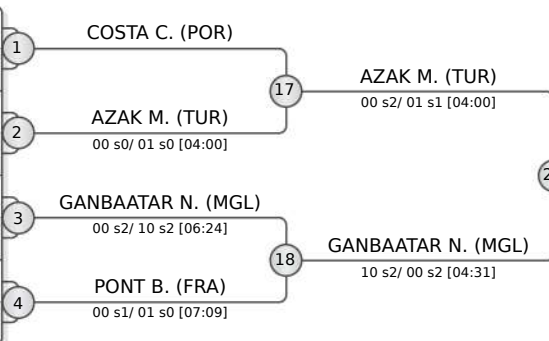 COSTA C. (POR)
1
17
AZAK M. (TUR)
00 s2/ 01 s1 [04:00]
AZAK M. (TUR)
2
00 s0/ 01 s0 [04:00]
GANBAATAR N. (MGL)
3
00 s2/ 10 s2 [06:24]
18
GANBAATAR N. (MGL)
10 s2/ 00 s2 [04:31]
PONT B. (FRA)
4
00 s1/ 01 s0 [07:09]